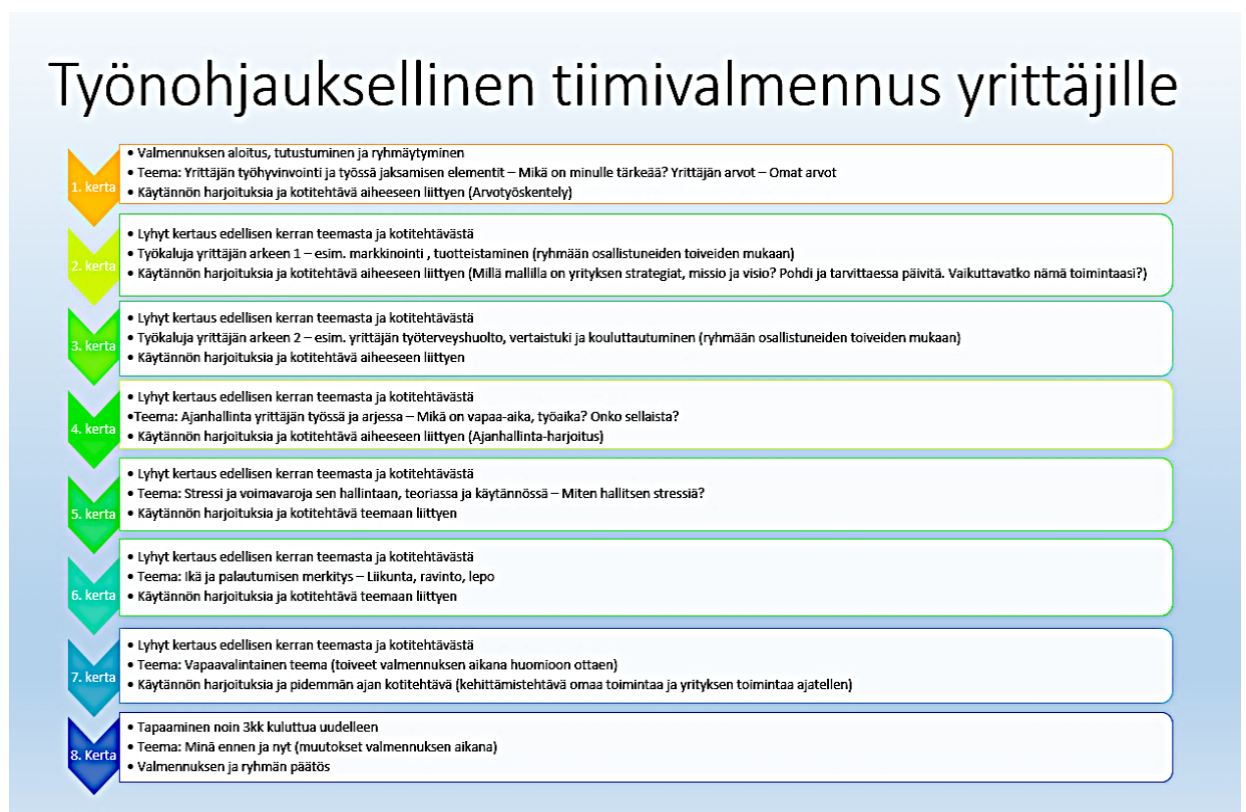 Työnohjauksellinen tiimivalmennus yrittäjille
1. kerta
• Valmennuksen aloitus, tutustuminen ja ryhmäytyminen
• Teema: Yrittäjän työhyvinvointi ja työssä jaksamisen elementit – Mikä on minulle tärkeää? Yrittäjän arvot – Omat arvot
• Käytännön harjoituksia ja kotitehtävä aiheeseen liittyen (Arvotyöskentely)
2. kerta
• Lyhyt kertaus edellisen kerran teemasta ja kotitehtävästä
• Työkaluja yrittäjän arkeen 1 – esim. markkinointi , tuotteistaminen (ryhmään osallistuneiden toiveiden mukaan)
• Käytännön harjoituksia ja kotitehtävä aiheeseen liittyen (Millä mallilla on yrityksen strategiat, missio ja visio? Pohdi ja tarvittaessa päivitä. Vaikuttavatko nämä toimintaasi?)
3. kerta
• Lyhyt kertaus edellisen kerran teemasta ja kotitehtävästä
• Työkaluja yrittäjän arkeen 2 – esim. yrittäjän työterveyshuolto, vertaistuki ja kouluttautuminen (ryhmään osallistuneiden toiveiden mukaan)
• Käytännön harjoituksia ja kotitehtävä aiheeseen liittyen
4. kerta
• Lyhyt kertaus edellisen kerran teemasta ja kotitehtävästä
•Teema: Ajanhallinta yrittäjän työssä ja arjessa – Mikä on vapaa-aika, työaika? Onko sellaista?
• Käytännön harjoituksia ja kotitehtävä aiheeseen liittyen (Ajanhallinta-harjoitus)
5. kerta
• Lyhyt kertaus edellisen kerran teemasta ja kotitehtävästä
• Teema: Stressi ja voimavaroja sen hallintaan, teoriassa ja käytännössä – Miten hallitsen stressiä?
• Käytännön harjoituksia ja kotitehtävä teemaan liittyen
6. kerta
• Lyhyt kertaus edellisen kerran teemasta ja kotitehtävästä
• Teema: Ikä ja palautumisen merkitys – Liikunta, ravinto, lepo
• Käytännön harjoituksia ja kotitehtävä teemaan liittyen
7. kerta
• Lyhyt kertaus edellisen kerran teemasta ja kotitehtävästä
• Teema: Vapaavalintainen teema (toiveet valmennuksen aikana huomioon ottaen)
• Käytännön harjoituksia ja pidemmän ajan kotitehtävä (kehittämistehtävä omaa toimintaa ja yrityksen toimintaa ajatellen)
8. Kerta
• Tapaaminen noin 3kk kuluttua uudelleen
• Teema: Minä ennen ja nyt (muutokset valmennuksen aikana)
• Valmennuksen ja ryhmän päätös